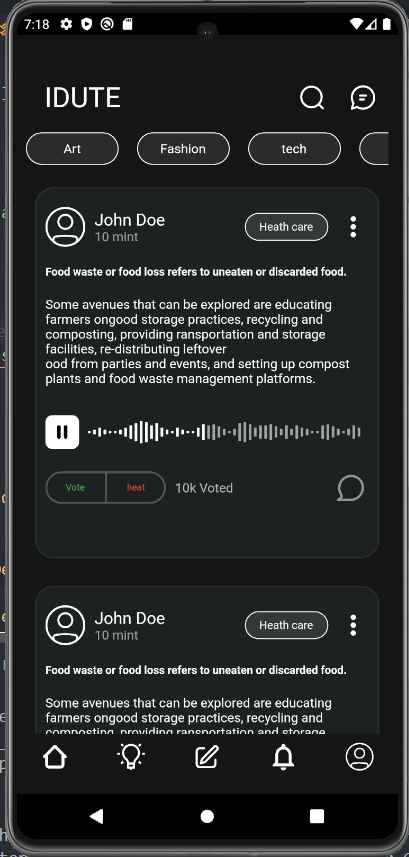 7:18
IDUTE
Art
Fashion
tech
John Doe
10 mint
Heath care
Food waste or food loss refers to uneaten or discarded food.
Some avenues that can be explored are educating
farmers ongood storage practices, recycling and
composting, providing ransportation and storage
facilities, re-distributing leftover
ood from parties and events, and setting up compost
plants and food waste management platforms.
Vote
heat
10k Voted
John Doe
10 mint
Heath care
Food waste or food loss refers to uneaten or discarded food.
Some avenues that can be explored are educating
farmers ongood storage practices, recycling and
composting, providing ransportation and storage